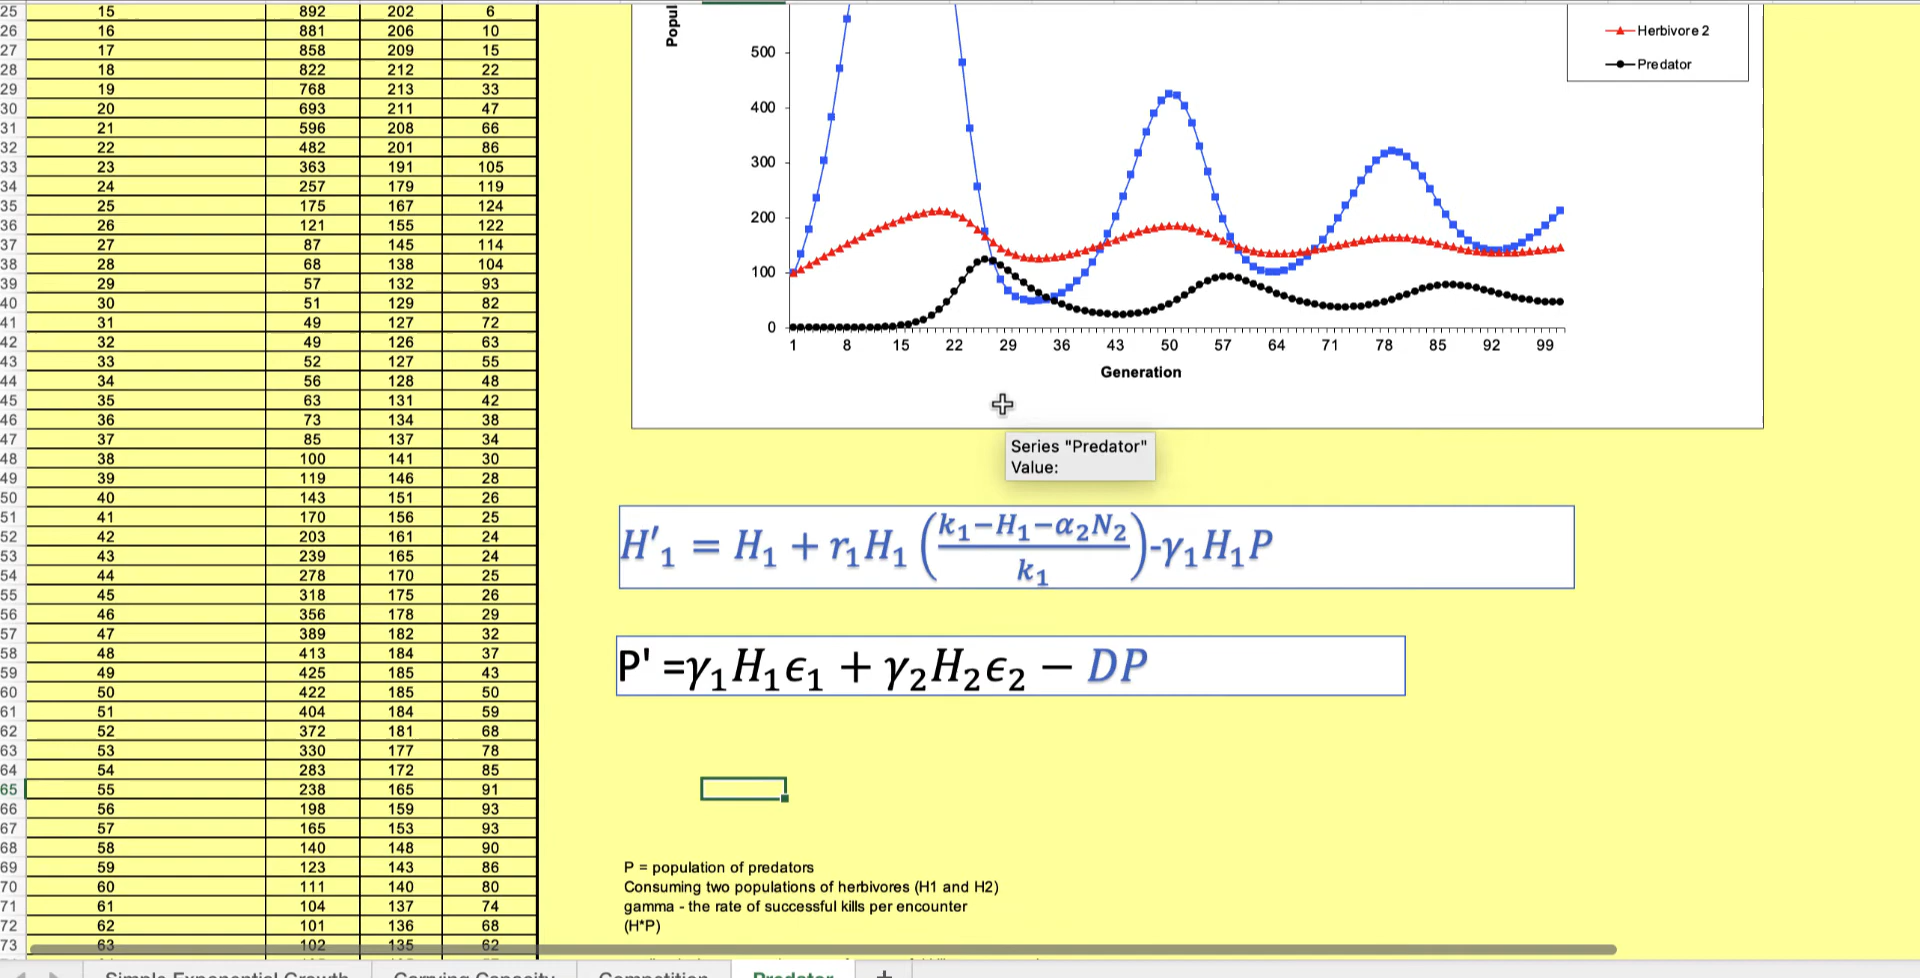 25 15 892 202 6
26 16 881 206 10
27 17 858 209 15
28 18 822 212 22
29 19 768 213 33
30 20 693 211 47
31 21 596 208 66
32 22 482 201 86
33 23 363 191 105
34 24 257 179 119
35 25 175 167 124
36 26 121 155 122
37 27 87 145 114
38 28 68 138 104
39 29 57 132 93
40 30 51 129 82
41 31 49 127 72
42 32 49 126 63
43 33 52 127 55
44 34 56 128 48
45 35 63 131 42
46 36 73 134 38
47 37 85 137 34
48 38 100 141 30
49 39 119 146 28
50 40 143 151 26
51 41 170 156 25
52 42 203 161 24
53 43 239 165 24
54 44 278 170 25
55 45 318 175 26
56 46 356 178 29
57 47 389 182 32
58 48 413 184 37
59 49 425 185 43
60 50 422 185 50
61 51 404 184 59
62 52 372 181 68
63 53 330 177 78
64 54 283 172 85
65 55 238 165 91
66 56 198 159 93
67 57 165 153 93
68 58 140 148 90
69 59 123 143 86
70 60 111 140 80
71 61 104 137 74
72 62 101 136 68
73 63 102 135 62
Popul
500
400
300
200
100
0
1 8 15 22 29 36 43 50 57 64 71 78 85 92 99
Generation
Herbivore 2
Predator
Series "Predator"
Value:
H'₁ = H₁ + r₁H₁ ((k₁−H₁−α₂N₂)/k₁)-γ₁H₁P
P' =γ₁H₁ϵ₁ + γ₂H₂ϵ₂ − DP
P = population of predators
Consuming two populations of herbivores (H1 and H2)
gamma - the rate of successful kills per encounter
(H*P)
Simple Exponential Growth Carrying Capacity Competition Predator +